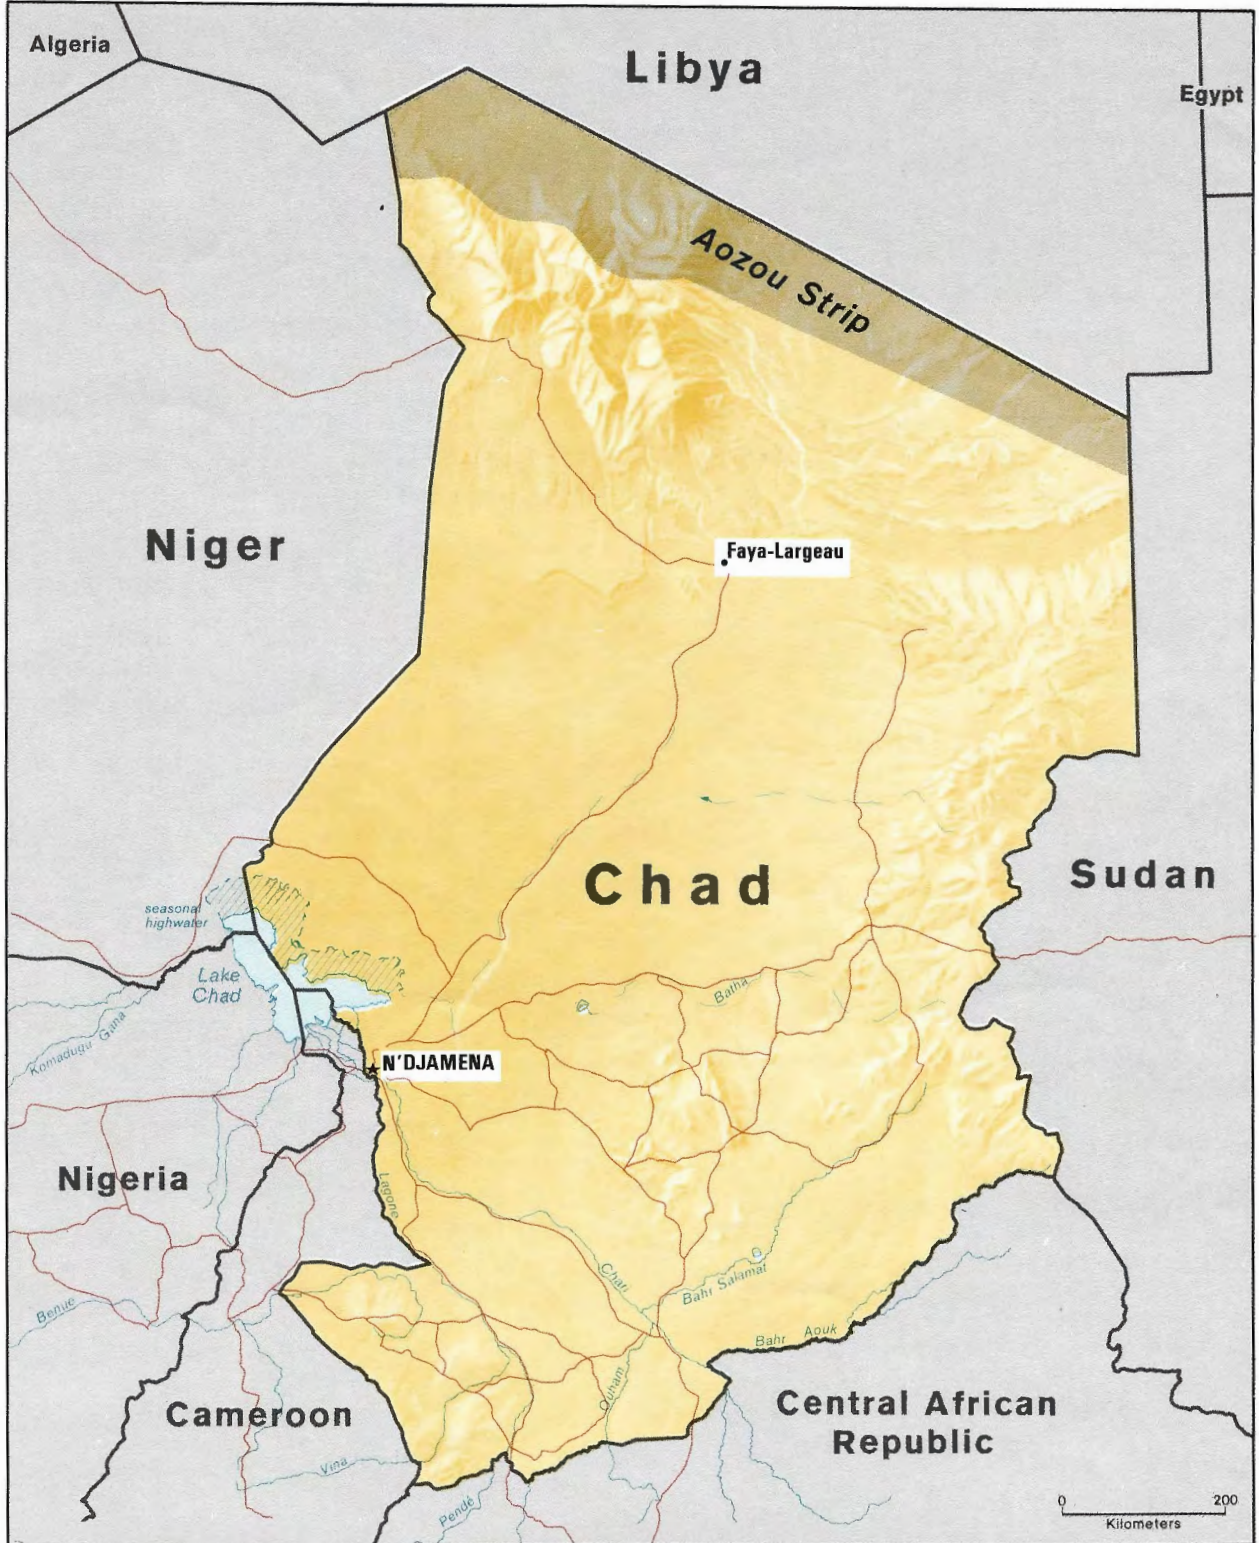 Algeria
Libya
Egypt
Aozou Strip
Niger
Faya-Largeau
Chad
Sudan
seasonal
highwater
Lake
Chad
Batha
Komadugu Gana
N'DJAMENA
Nigeria
Lagone
Chari
Bahr Salamat
Benue
Bahr Aouk
Ouham
Cameroon
Central African
Republic
Vina
Pendé
0 200
Kilometers